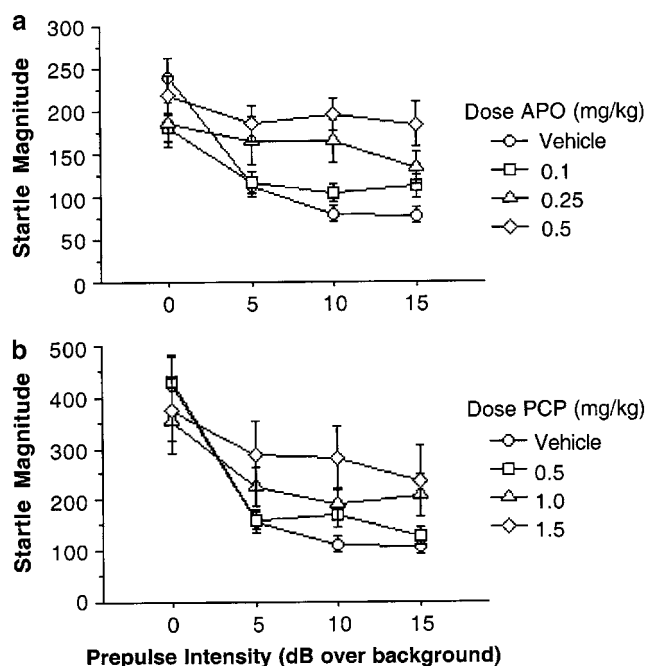 a
300
250
200
150
100
50
0
Startle Magnitude
0 5 10 15
Dose APO (mg/kg)
Vehicle
0.1
0.25
0.5
b
500
400
300
200
100
0
Startle Magnitude
0 5 10 15
Dose PCP (mg/kg)
Vehicle
0.5
1.0
1.5
Prepulse Intensity (dB over background)